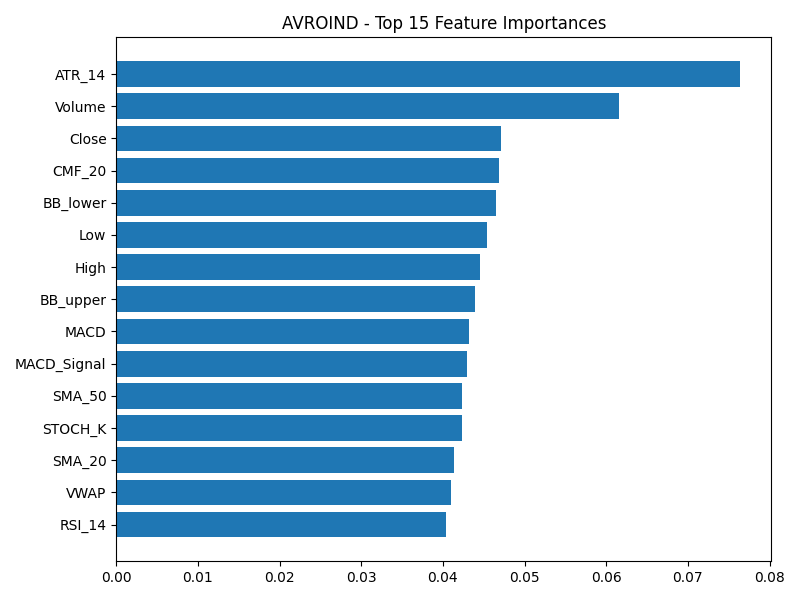 AVROIND - Top 15 Feature Importances
ATR_14
Volume
Close
CMF_20
BB_lower
Low
High
BB_upper
MACD
MACD_Signal
SMA_50
STOCH_K
SMA_20
VWAP
RSI_14
0.00 0.01 0.02 0.03 0.04 0.05 0.06 0.07 0.08